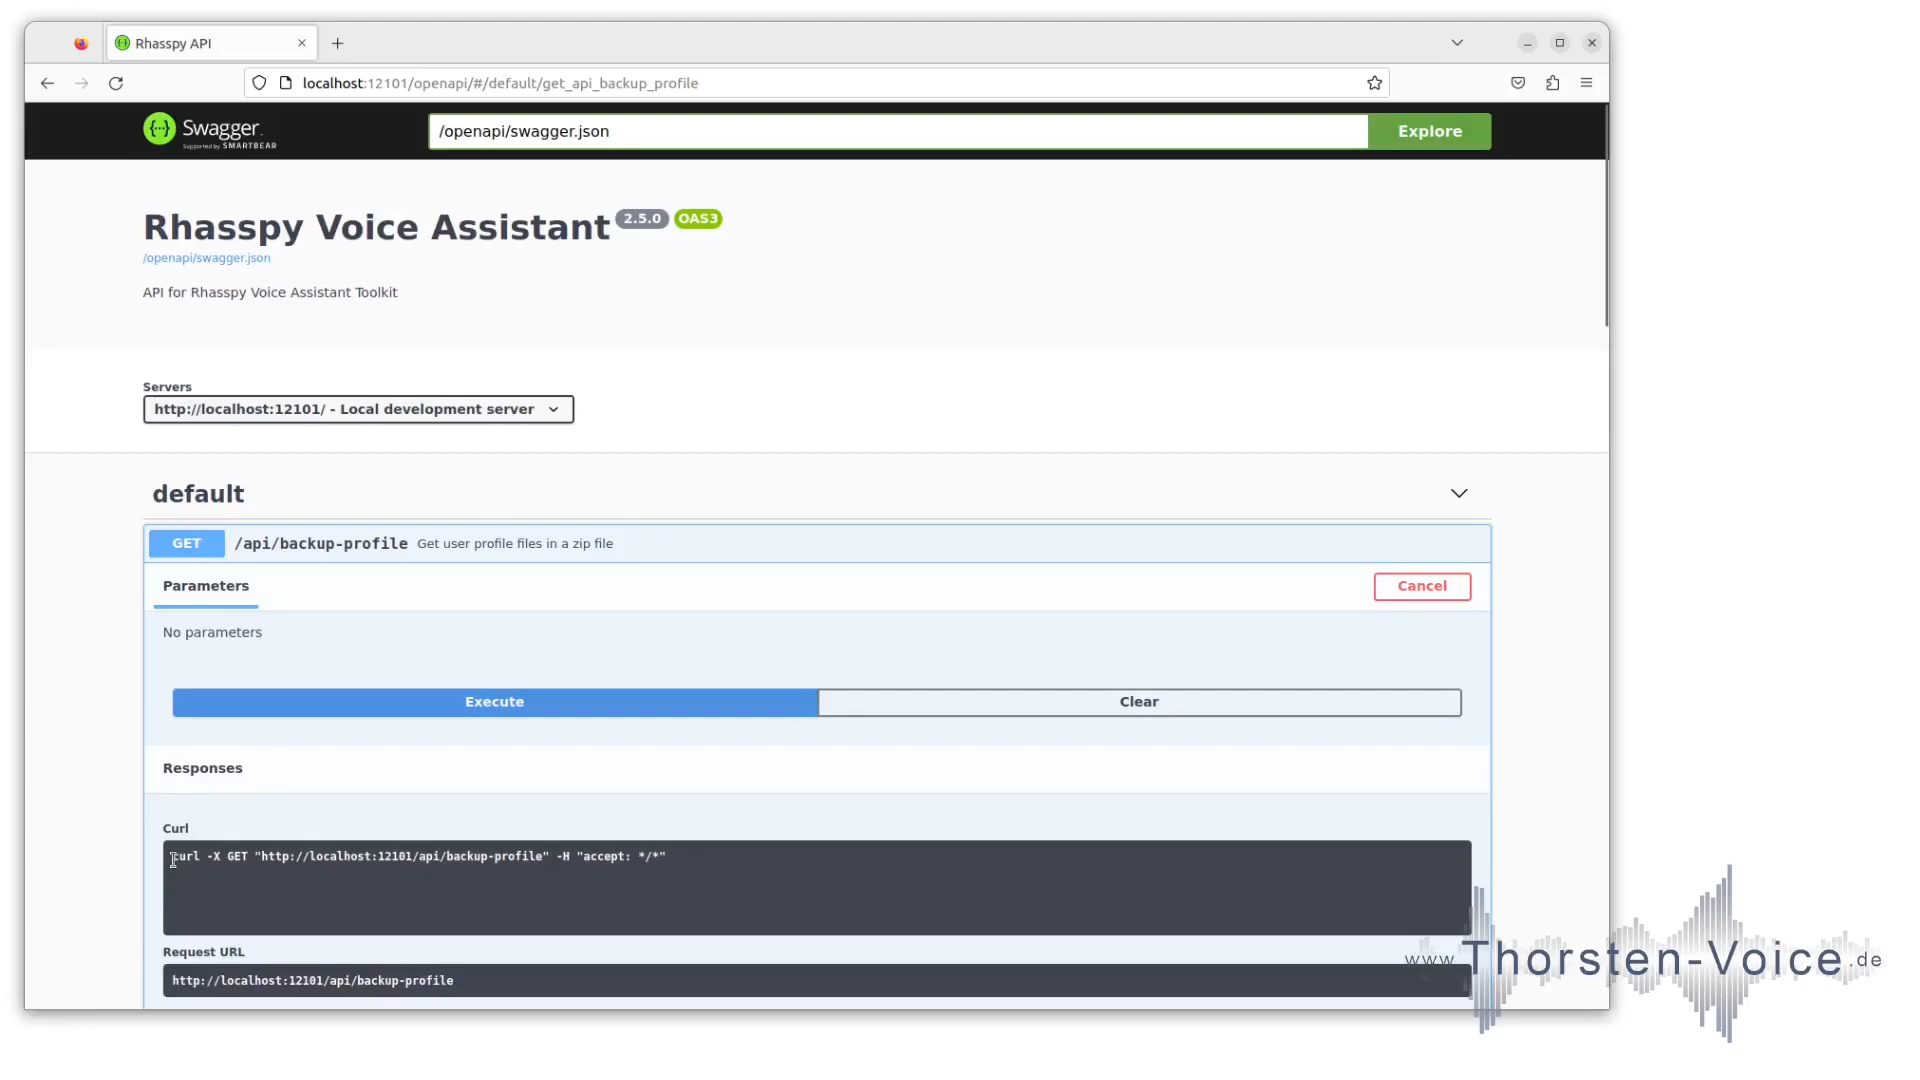 Rhasspy API
localhost:12101/openapi/#/default/get_api_backup_profile
Swagger.
Supported by SMARTBEAR
/openapi/swagger.json
Explore
Rhasspy Voice Assistant 2.5.0 OAS3
/openapi/swagger.json
API for Rhasspy Voice Assistant Toolkit
Servers
http://localhost:12101/ - Local development server
default
GET /api/backup-profile Get user profile files in a zip file
Parameters
Cancel
No parameters
Execute
Clear
Responses
Curl
curl -X GET "http://localhost:12101/api/backup-profile" -H "accept: */*"
Request URL
http://localhost:12101/api/backup-profile
www.Thorsten-Voice.de